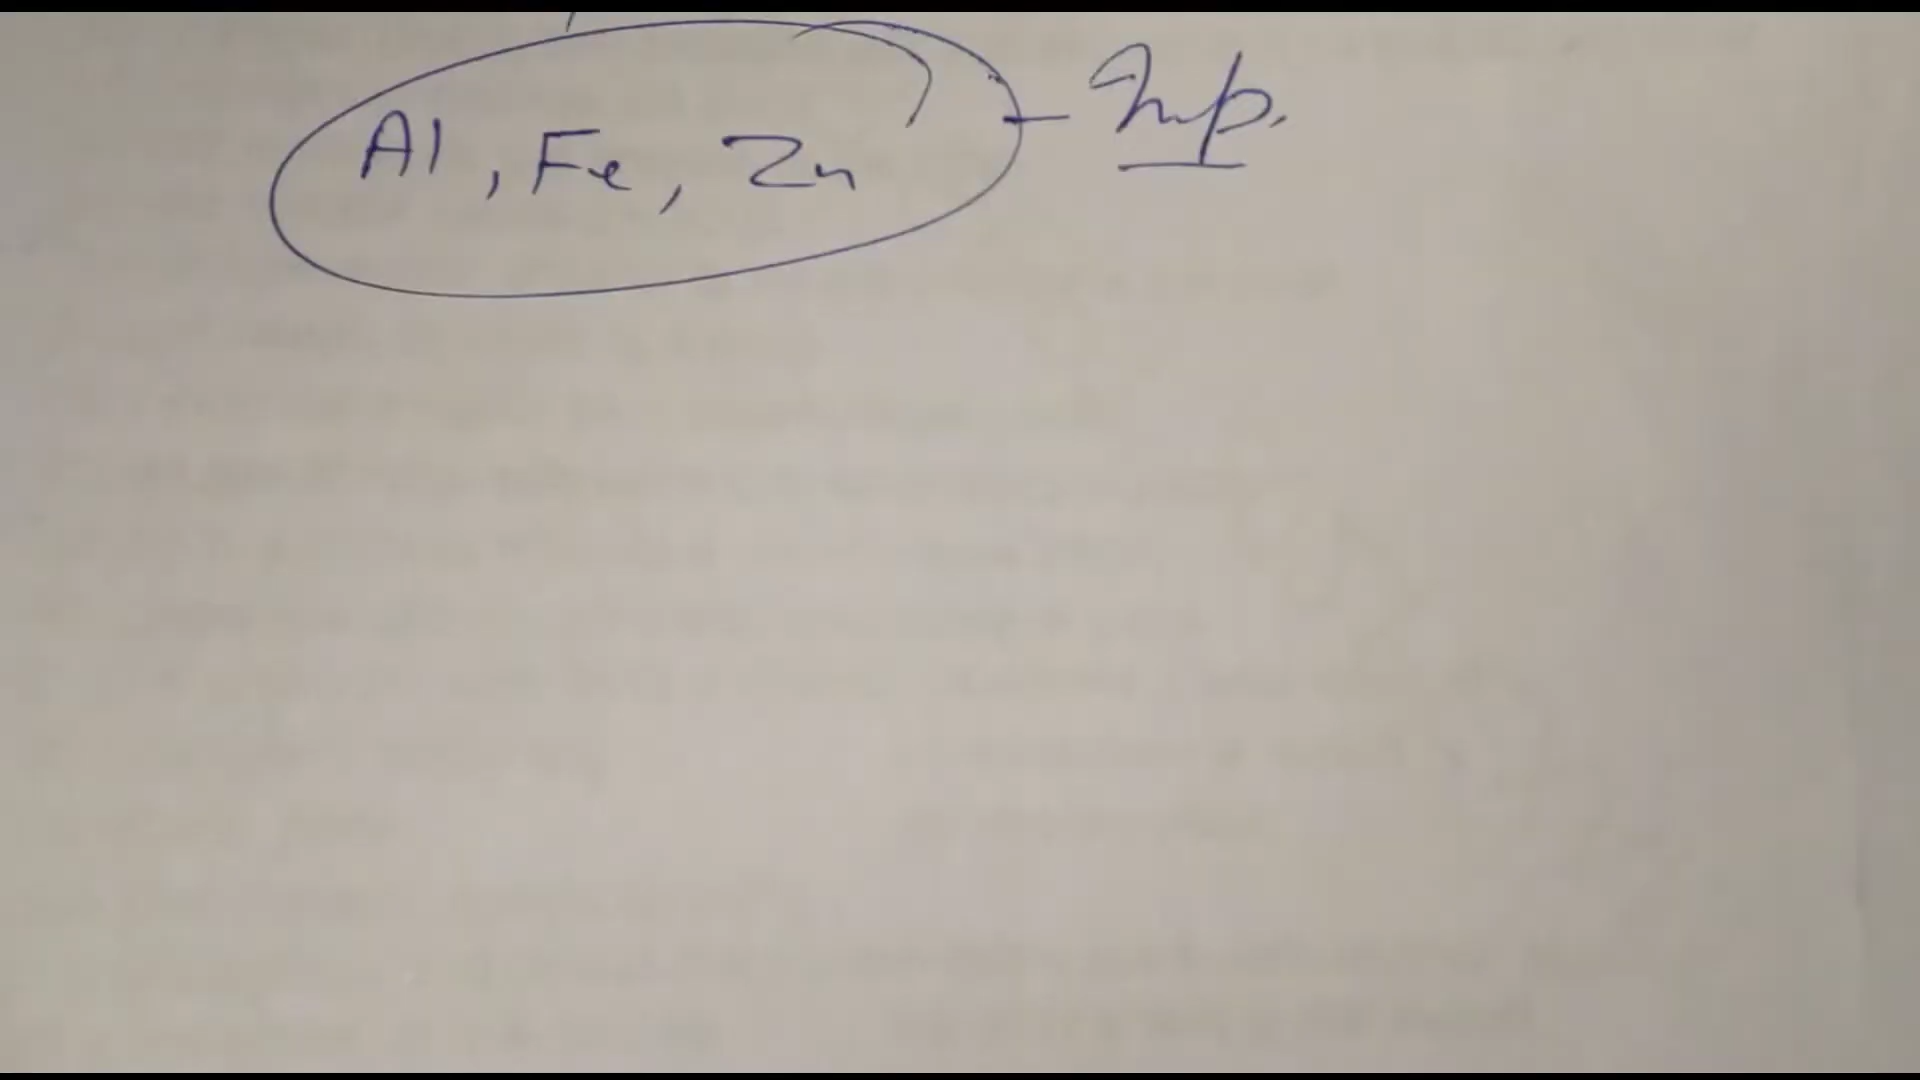 Al, Fe, Zn - Imp.